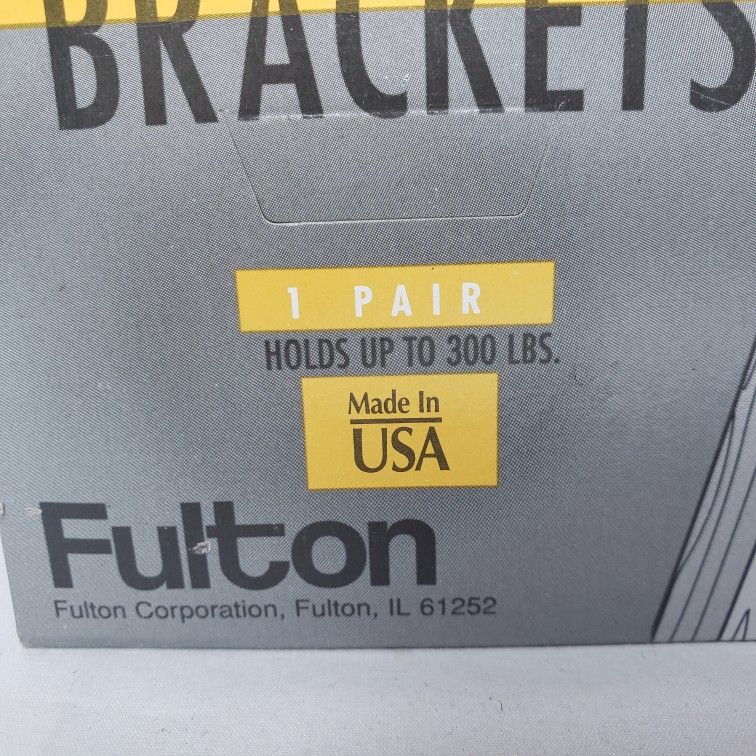 BRACKETS
1 PAIR
HOLDS UP TO 300 LBS.
Made In
USA
Fulton
Fulton Corporation, Fulton, IL 61252